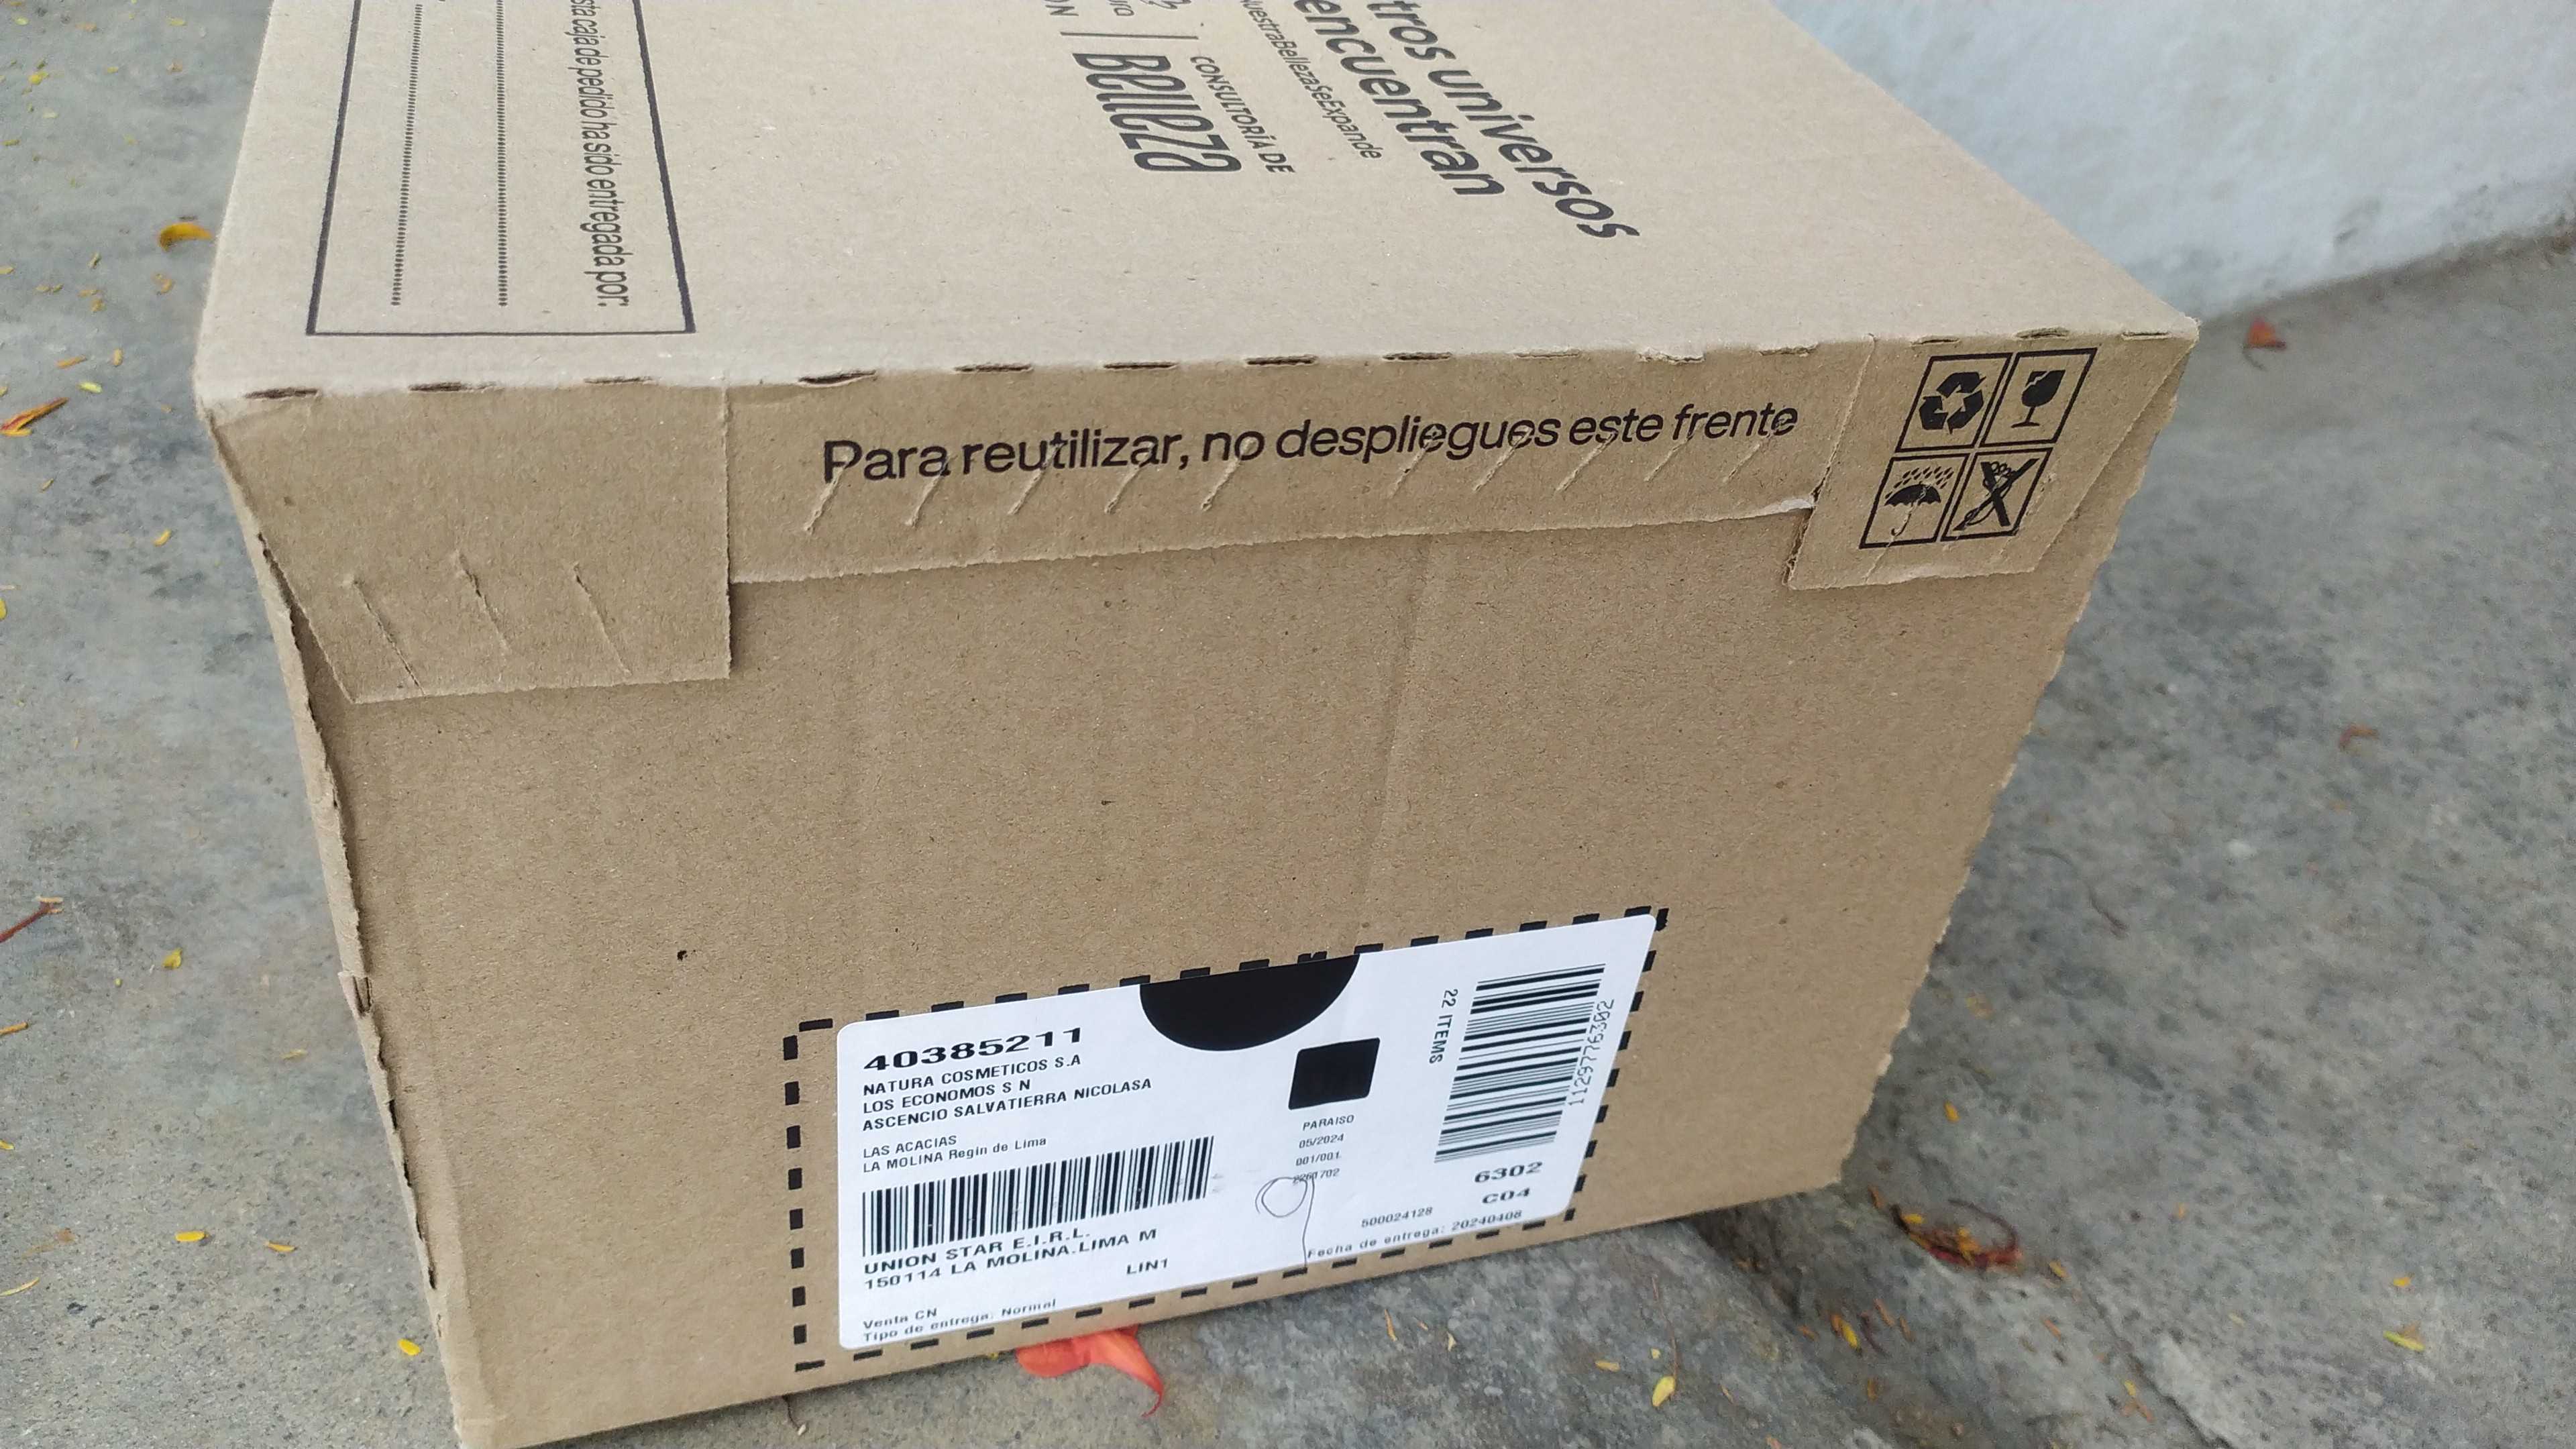 sta caja de pedido ha sido entregada por:
CONSULTORÍA DE
Belleza
tros universos
encuentran
uestraBellezaSeExpande
Para reutilizar, no despliegues este frente
40385211
NATURA COSMETICOS S.A
LOS ECONOMOS S N
ASCENCIO SALVATIERRA NICOLASA
LAS ACACIAS
LA MOLINA Regin de Lima
UNION STAR E.I.R.L.
150114 LA MOLINA.LIMA M
LIN1
Venta CN
Tipo de entrega: Normal
PARAISO
05/2024
001/001
22 ITEMS
1129776302
6302
C04
500024128
Fecha de entrega: 20240408